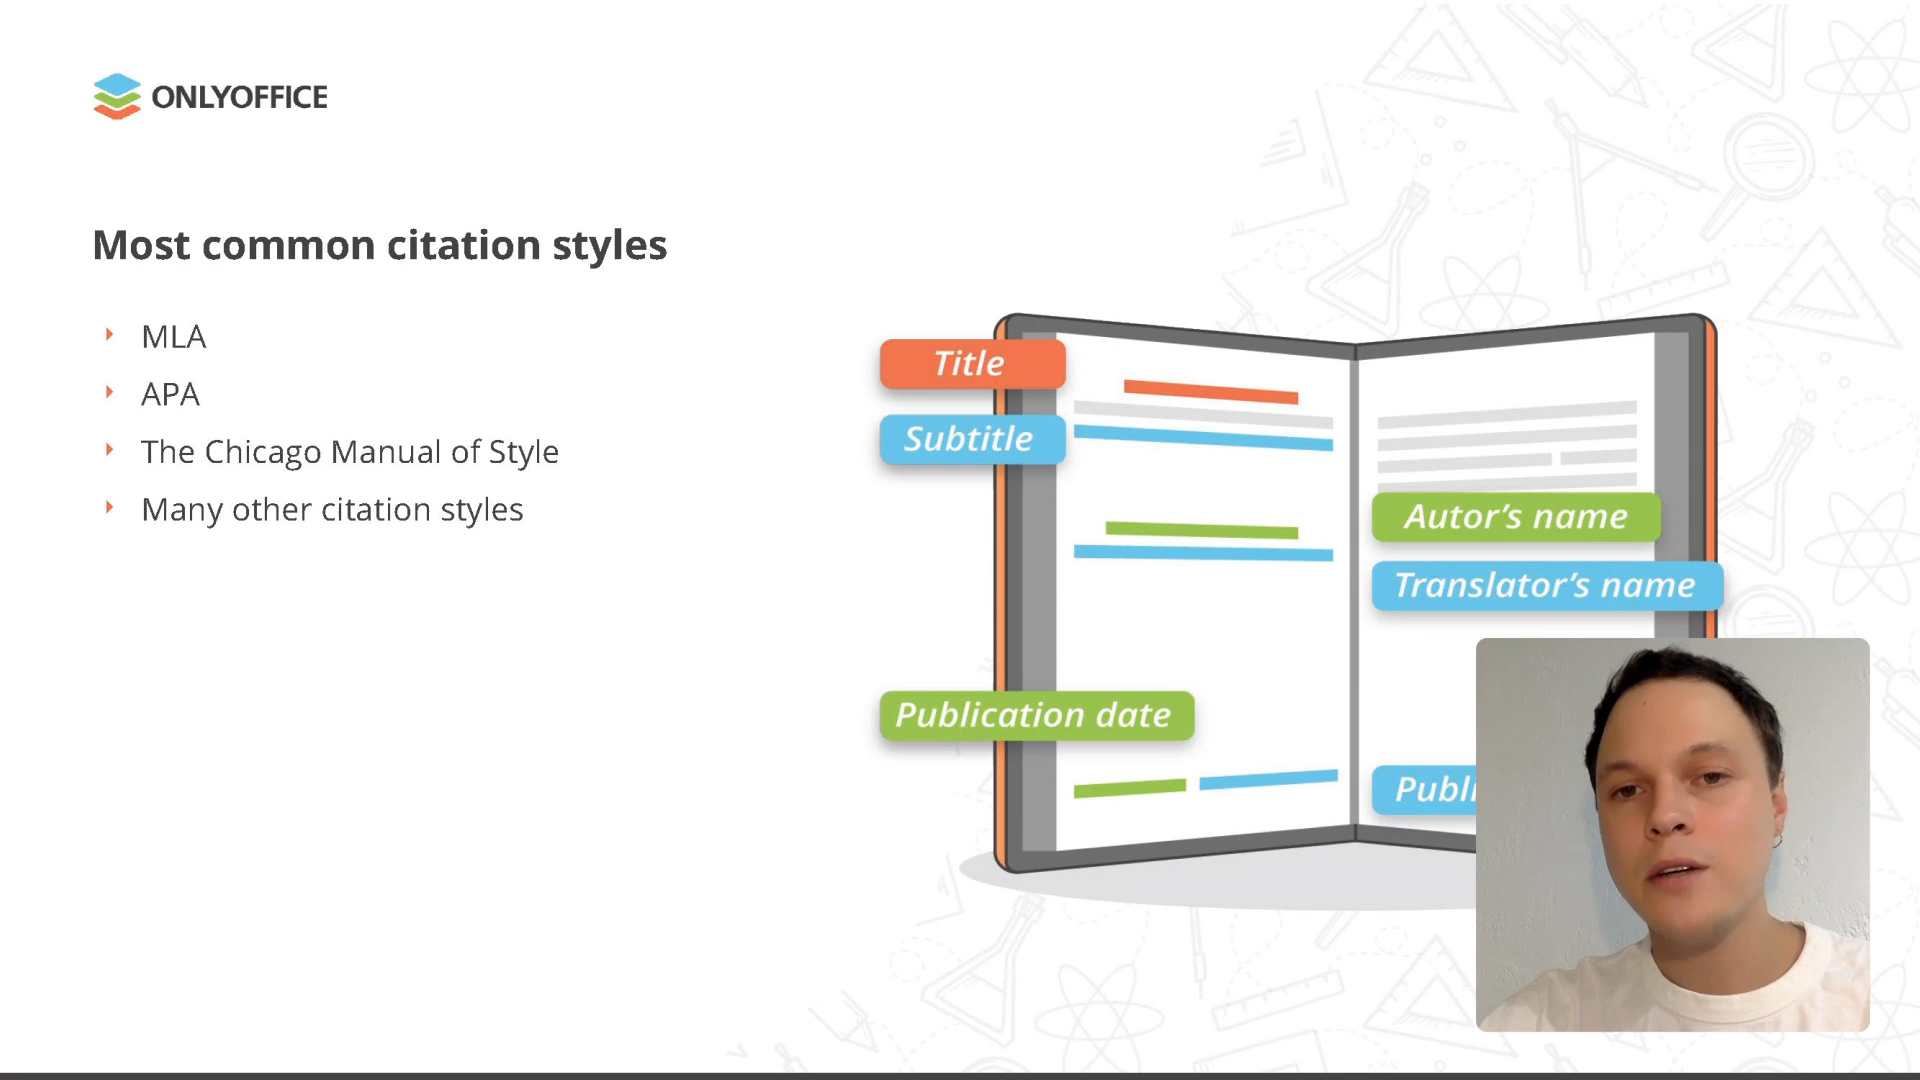 ONLYOFFICE
Most common citation styles
MLA
APA
The Chicago Manual of Style
Many other citation styles
Title
Subtitle
Autor's name
Translator's name
Publication date